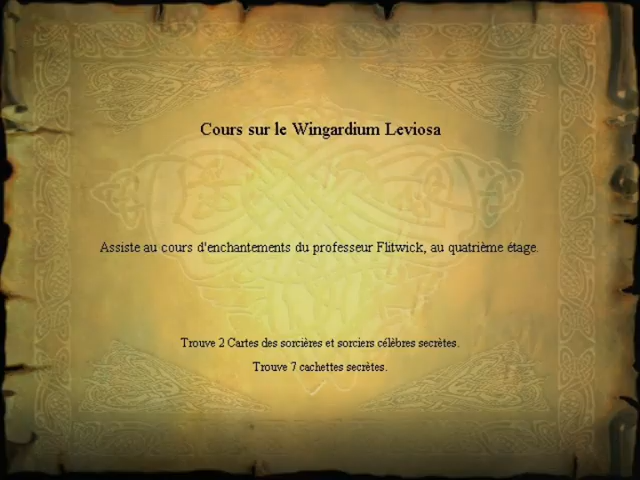 Cours sur le Wingardium Leviosa
Assiste au cours d'enchantements du professeur Flitwick, au quatrième étage.
Trouve 2 Cartes des sorcières et sorciers célèbres secrètes.
Trouve 7 cachettes secrètes.